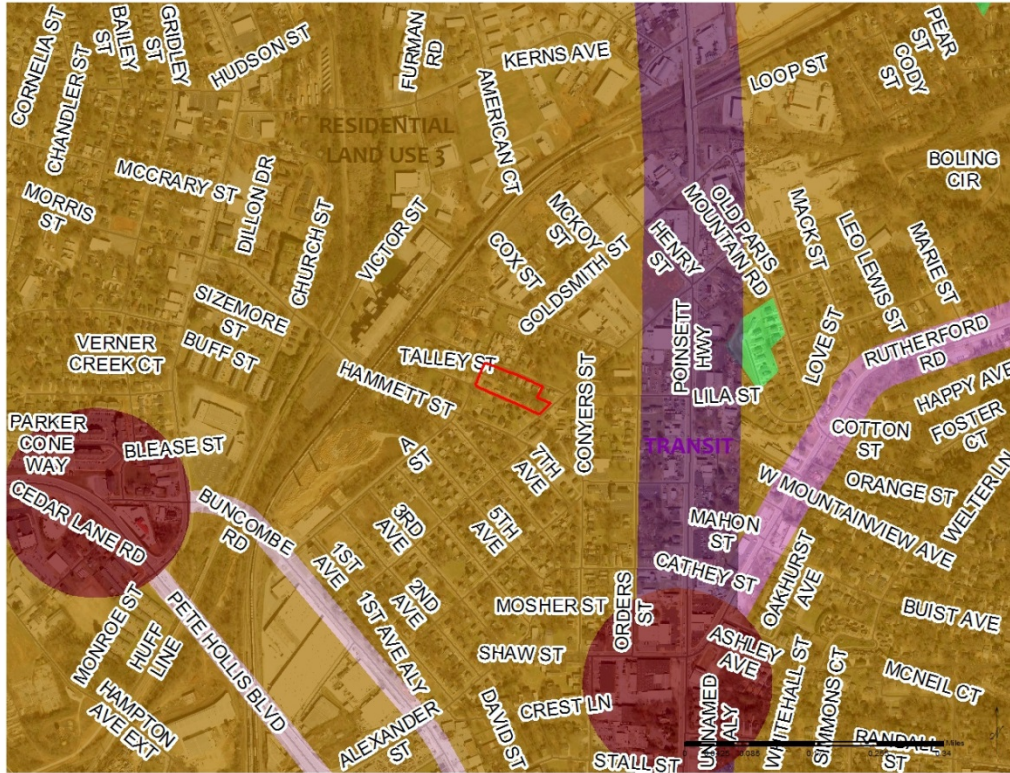 CORNELIA ST
BAILEY
ST
GRIDLEY
ST
CHANDLER ST
HUDSON ST
FURMAN
RD
KERNS AVE
AMERICAN CT
LOOP ST
PEAR
ST
CODY
ST
RESIDENTIAL
LAND USE 3
BOLING
CIR
MCCRARY ST
MORRIS
ST
DILLON DR
CHURCH ST
VICTOR ST
MCKOY
ST
COX ST
GOLDSMITH ST
HENRY
ST
OLD PARIS
MOUNTAIN RD
MACK ST
LEO LEWIS ST
MARIE ST
SIZEMORE
ST
BUFF ST
VERNER
CREEK CT
TALLEY ST
HAMMETT ST
CONYERS ST
POINSETT
HWY
LILA ST
LOVE ST
RUTHERFORD
RD
HAPPY AVE
FOSTER
CT
COTTON
ST
PARKER
CONE
WAY
BLEASE ST
A
ST
7TH
AVE
TRANSIT
CEDAR LANE RD
BUNCOMBE
RD
3RD
AVE
5TH
AVE
W MOUNTAINVIEW AVE
ORANGE ST
WELTER LN
MAHON
ST
CATHEY ST
1ST
AVE
2ND
AVE
1ST AVE ALY
MOSHER ST
ORDERS
ST
OAKHURST
AVE
BUIST AVE
MONROE ST
HUFF
LINE
PETE HOLLIS BLVD
SHAW ST
ASHLEY
AVE
MCNEIL CT
HAMPTON
AVE EXT
ALEXANDER
ST
DAVID ST
CREST LN
UNNAMED
ALY
WHITEHALL ST
SIMMONS CT
RANDALL
ST
STALL ST
Miles